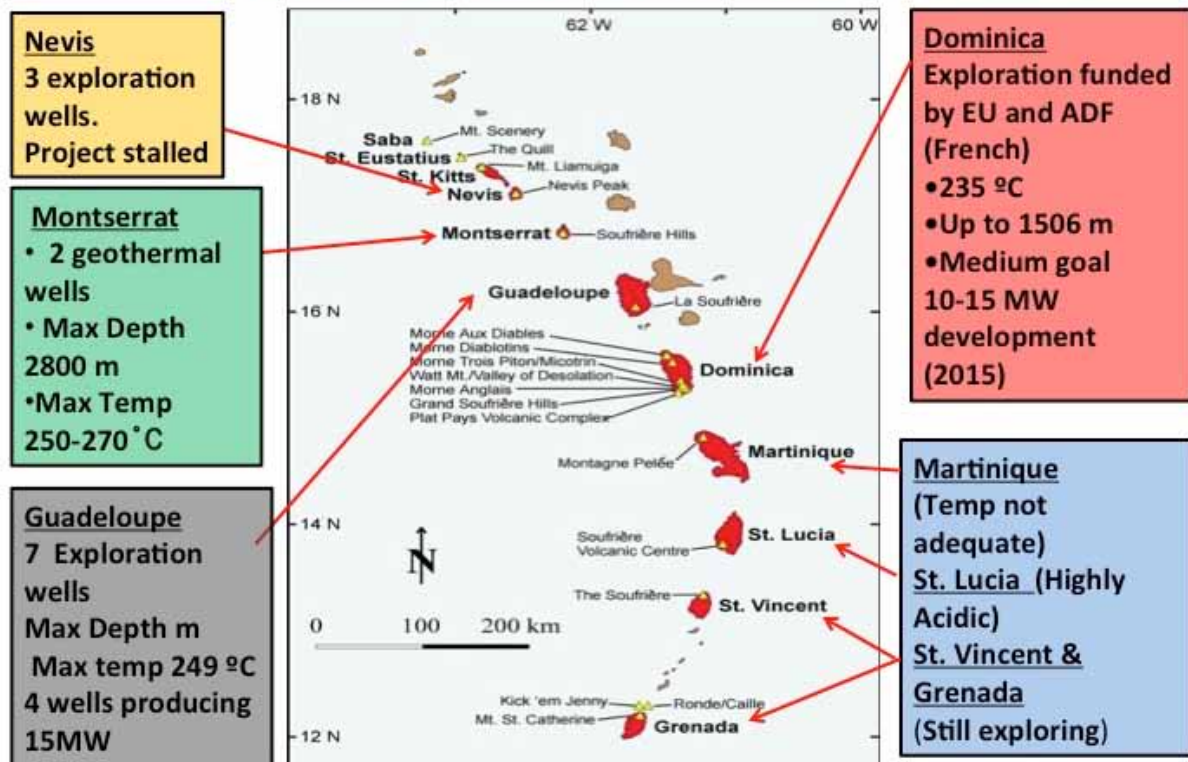 Nevis
3 exploration
wells.
Project stalled
Montserrat
• 2 geothermal
wells
• Max Depth
2800 m
•Max Temp
250-270˚C
Guadeloupe
7 Exploration
wells
Max Depth m
Max temp 249 ºC
4 wells producing
15MW
62 W
60 W
18 N
Saba
Mt. Scenery
St. Eustatius
The Quill
St. Kitts
Mt. Liamuiga
Nevis
Nevis Peak
Montserrat
Soufrière Hills
Guadeloupe
La Soufrière
16 N
Morne Aux Diables
Morne Diablotins
Morne Trois Piton/Micotrin
Watt Mt./Valley of Desolation
Morne Anglais
Grand Soufrière Hills
Plat Pays Volcanic Complex
Dominica
Martinique
Montagne Pelée
14 N
N
Soufrière
Volcanic Centre
St. Lucia
The Soufrière
St. Vincent
0 100 200 km
Kick 'em Jenny
Ronde/Caille
Mt. St. Catherine
Grenada
12 N
Dominica
Exploration funded
by EU and ADF
(French)
•235 ºC
•Up to 1506 m
•Medium goal
10-15 MW
development
(2015)
Martinique
(Temp not
adequate)
St. Lucia (Highly
Acidic)
St. Vincent &
Grenada
(Still exploring)